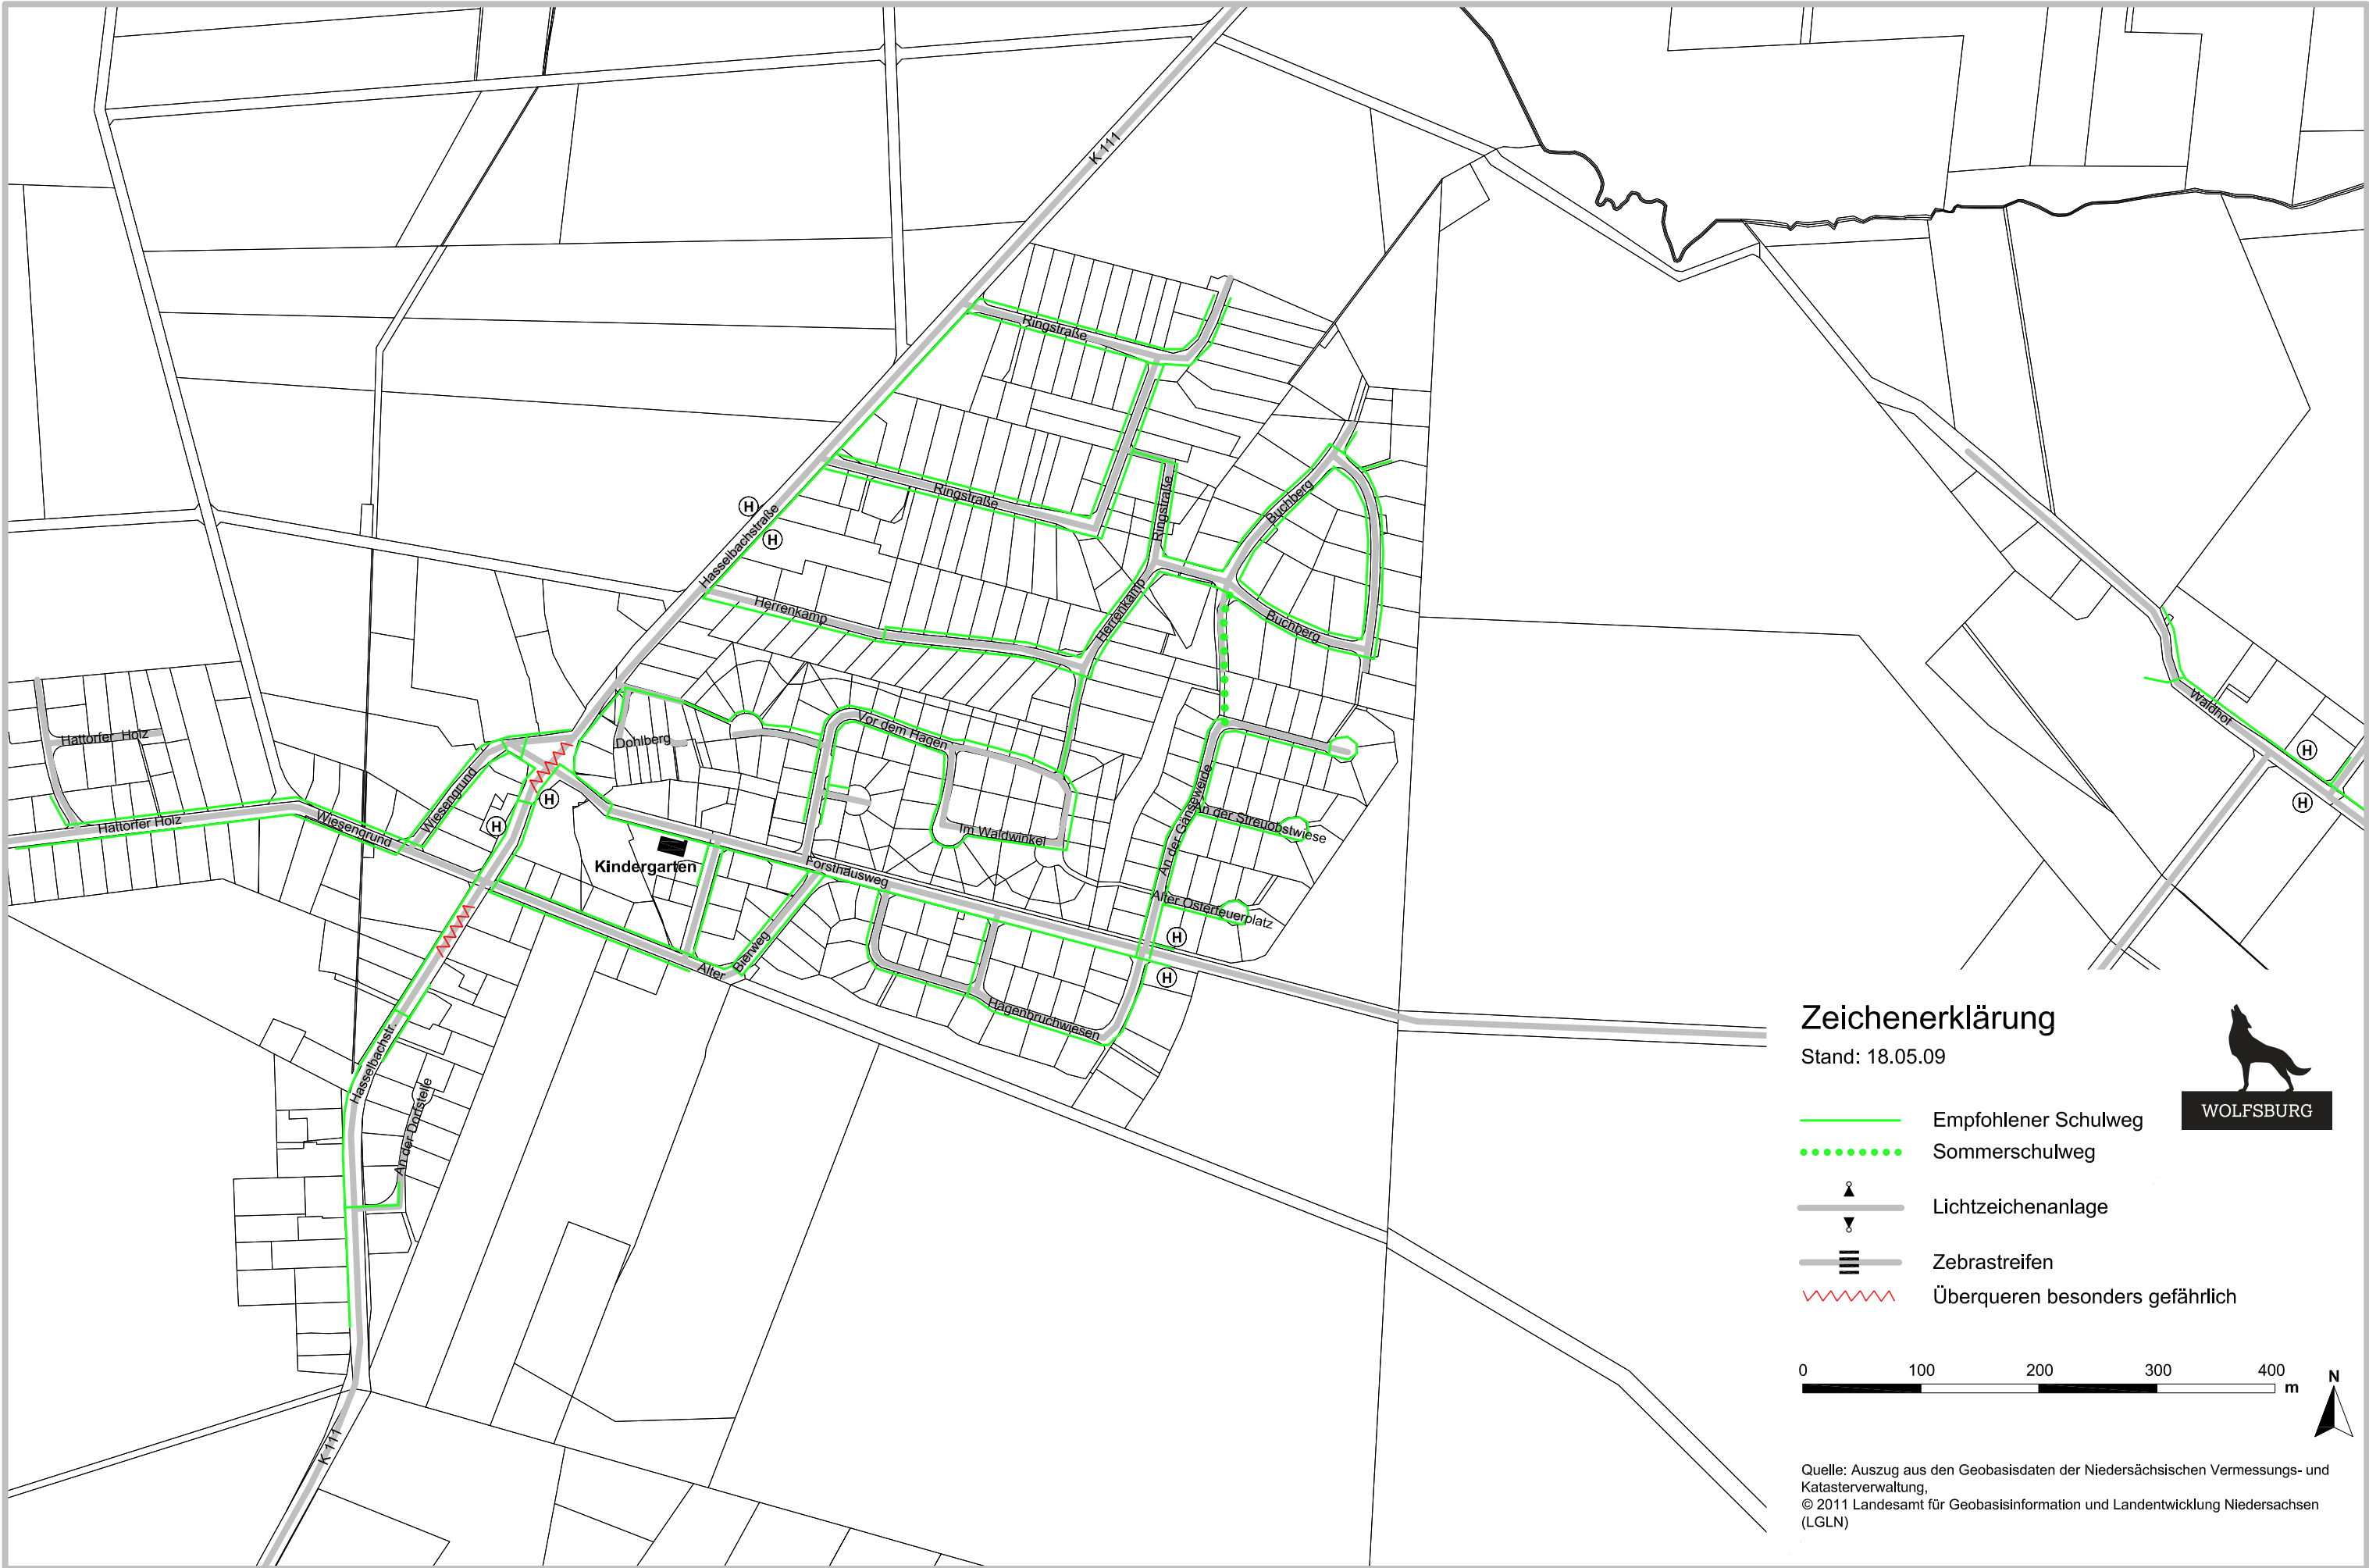 K 111
Ringstraße
Ringstraße
Ringstraße
Buchberg
Buchberg
H
H
Hasselbachstraße
Herrenkamp
Herrenkamp
Vor dem Hagen
Dohlberg
Hattorfer Holz
Hattorfer Holz
Wiesengrund
Wiesengrund
H
H
Im Waldwinkel
An der Gänseweide
An der Streuobstwiese
Alter Osterfeuerplatz
Kindergarten
Forsthausweg
Alter Bierweg
H
H
Hagenbruchwiesen
Hasselbachstr.
An der Dorfstelle
K 111
Waldhof
H
H
Zeichenerklärung
Stand: 18.05.09
WOLFSBURG
Empfohlener Schulweg
Sommerschulweg
Lichtzeichenanlage
Zebrastreifen
Überqueren besonders gefährlich
0 100 200 300 400
m
N
Quelle: Auszug aus den Geobasisdaten der Niedersächsischen Vermessungs- und
Katasterverwaltung,
© 2011 Landesamt für Geobasisinformation und Landentwicklung Niedersachsen
(LGLN)